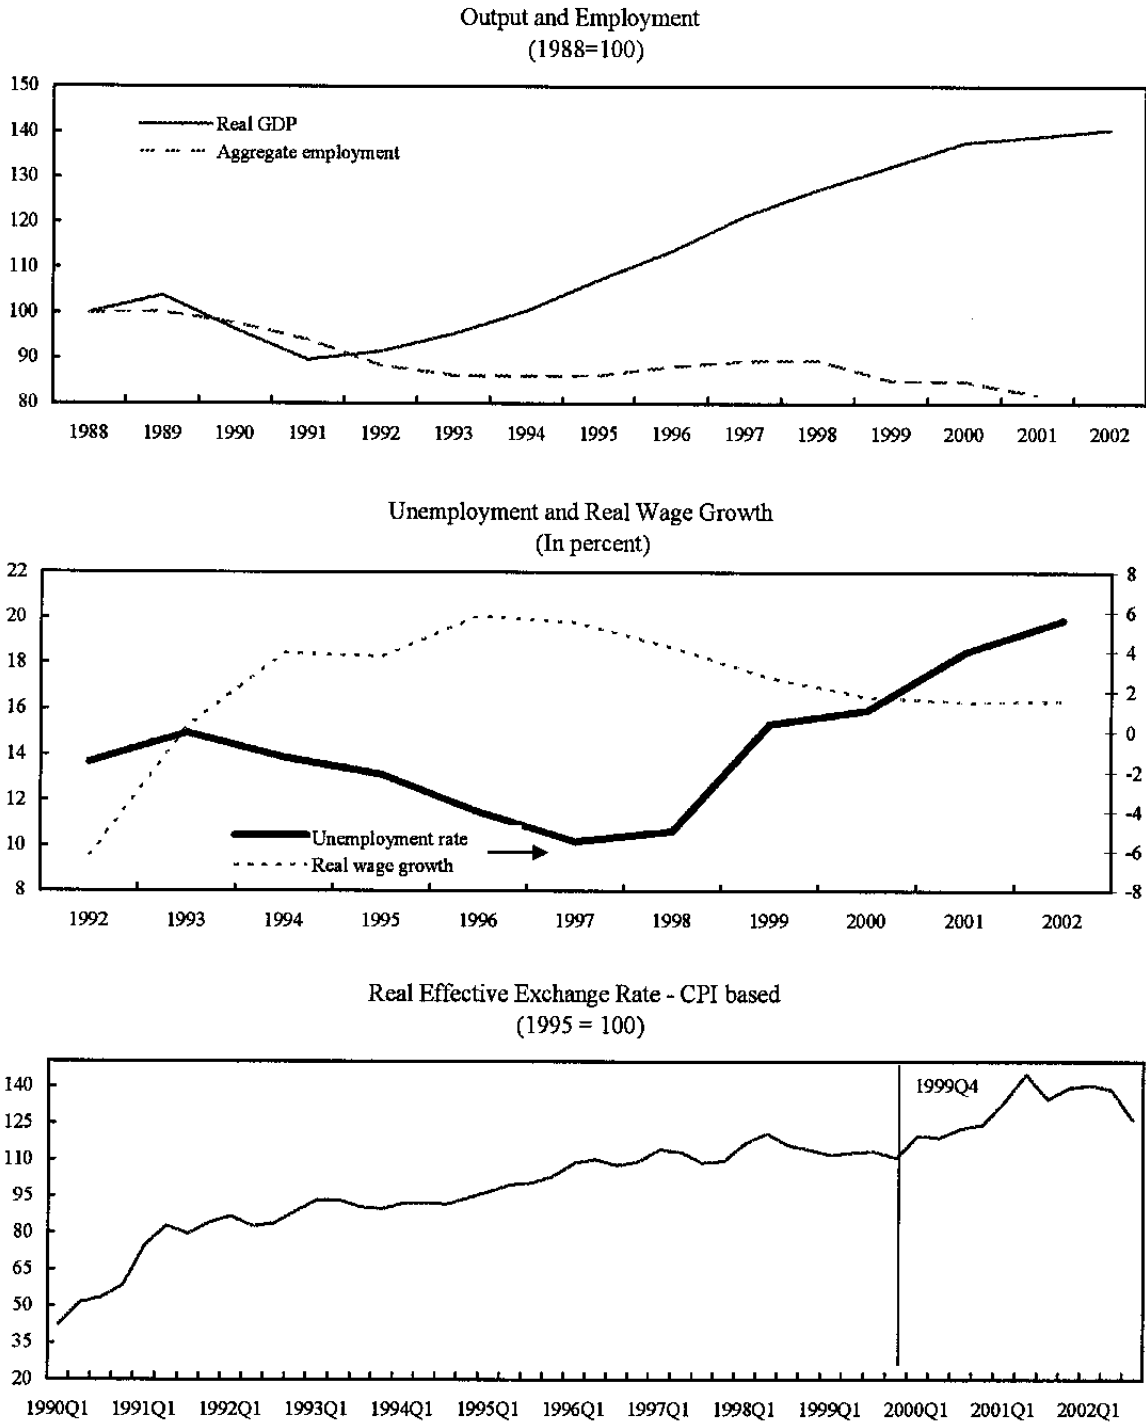 Output and Employment
(1988=100)
150
140
130
120
110
100
90
80
Real GDP
Aggregate employment
1988 1989 1990 1991 1992 1993 1994 1995 1996 1997 1998 1999 2000 2001 2002
Unemployment and Real Wage Growth
(In percent)
22
20
18
16
14
12
10
8
8
6
4
2
0
-2
-4
-6
-8
Unemployment rate
Real wage growth
1992 1993 1994 1995 1996 1997 1998 1999 2000 2001 2002
Real Effective Exchange Rate - CPI based
(1995 = 100)
140
125
110
95
80
65
50
35
20
1999Q4
1990Q1 1991Q1 1992Q1 1993Q1 1994Q1 1995Q1 1996Q1 1997Q1 1998Q1 1999Q1 2000Q1 2001Q1 2002Q1